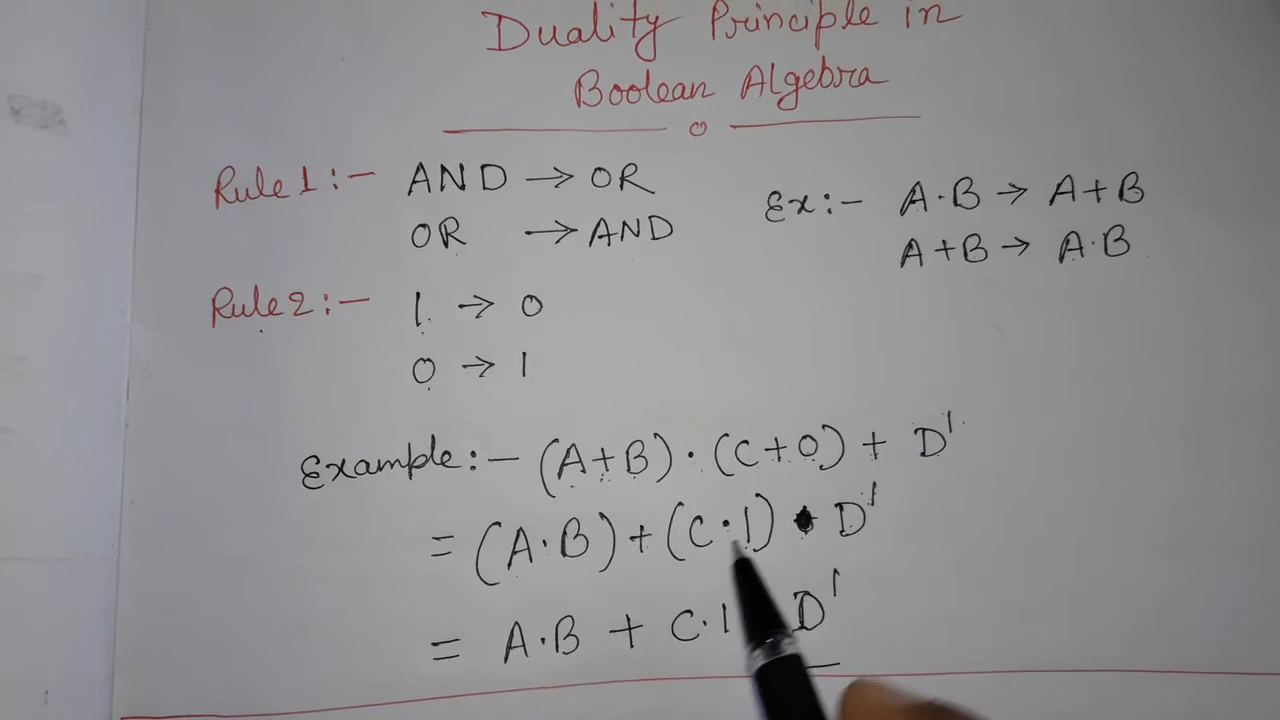 Duality Principle in
Boolean Algebra
Rule 1 :- AND → OR
OR → AND
Ex :- A·B → A+B
A+B → A·B
Rule 2 :- 1 → 0
0 → 1
Example :- (A+B)·(C+0)+D'
= (A·B)+(C·1)·D'
= A·B + C·1 D'